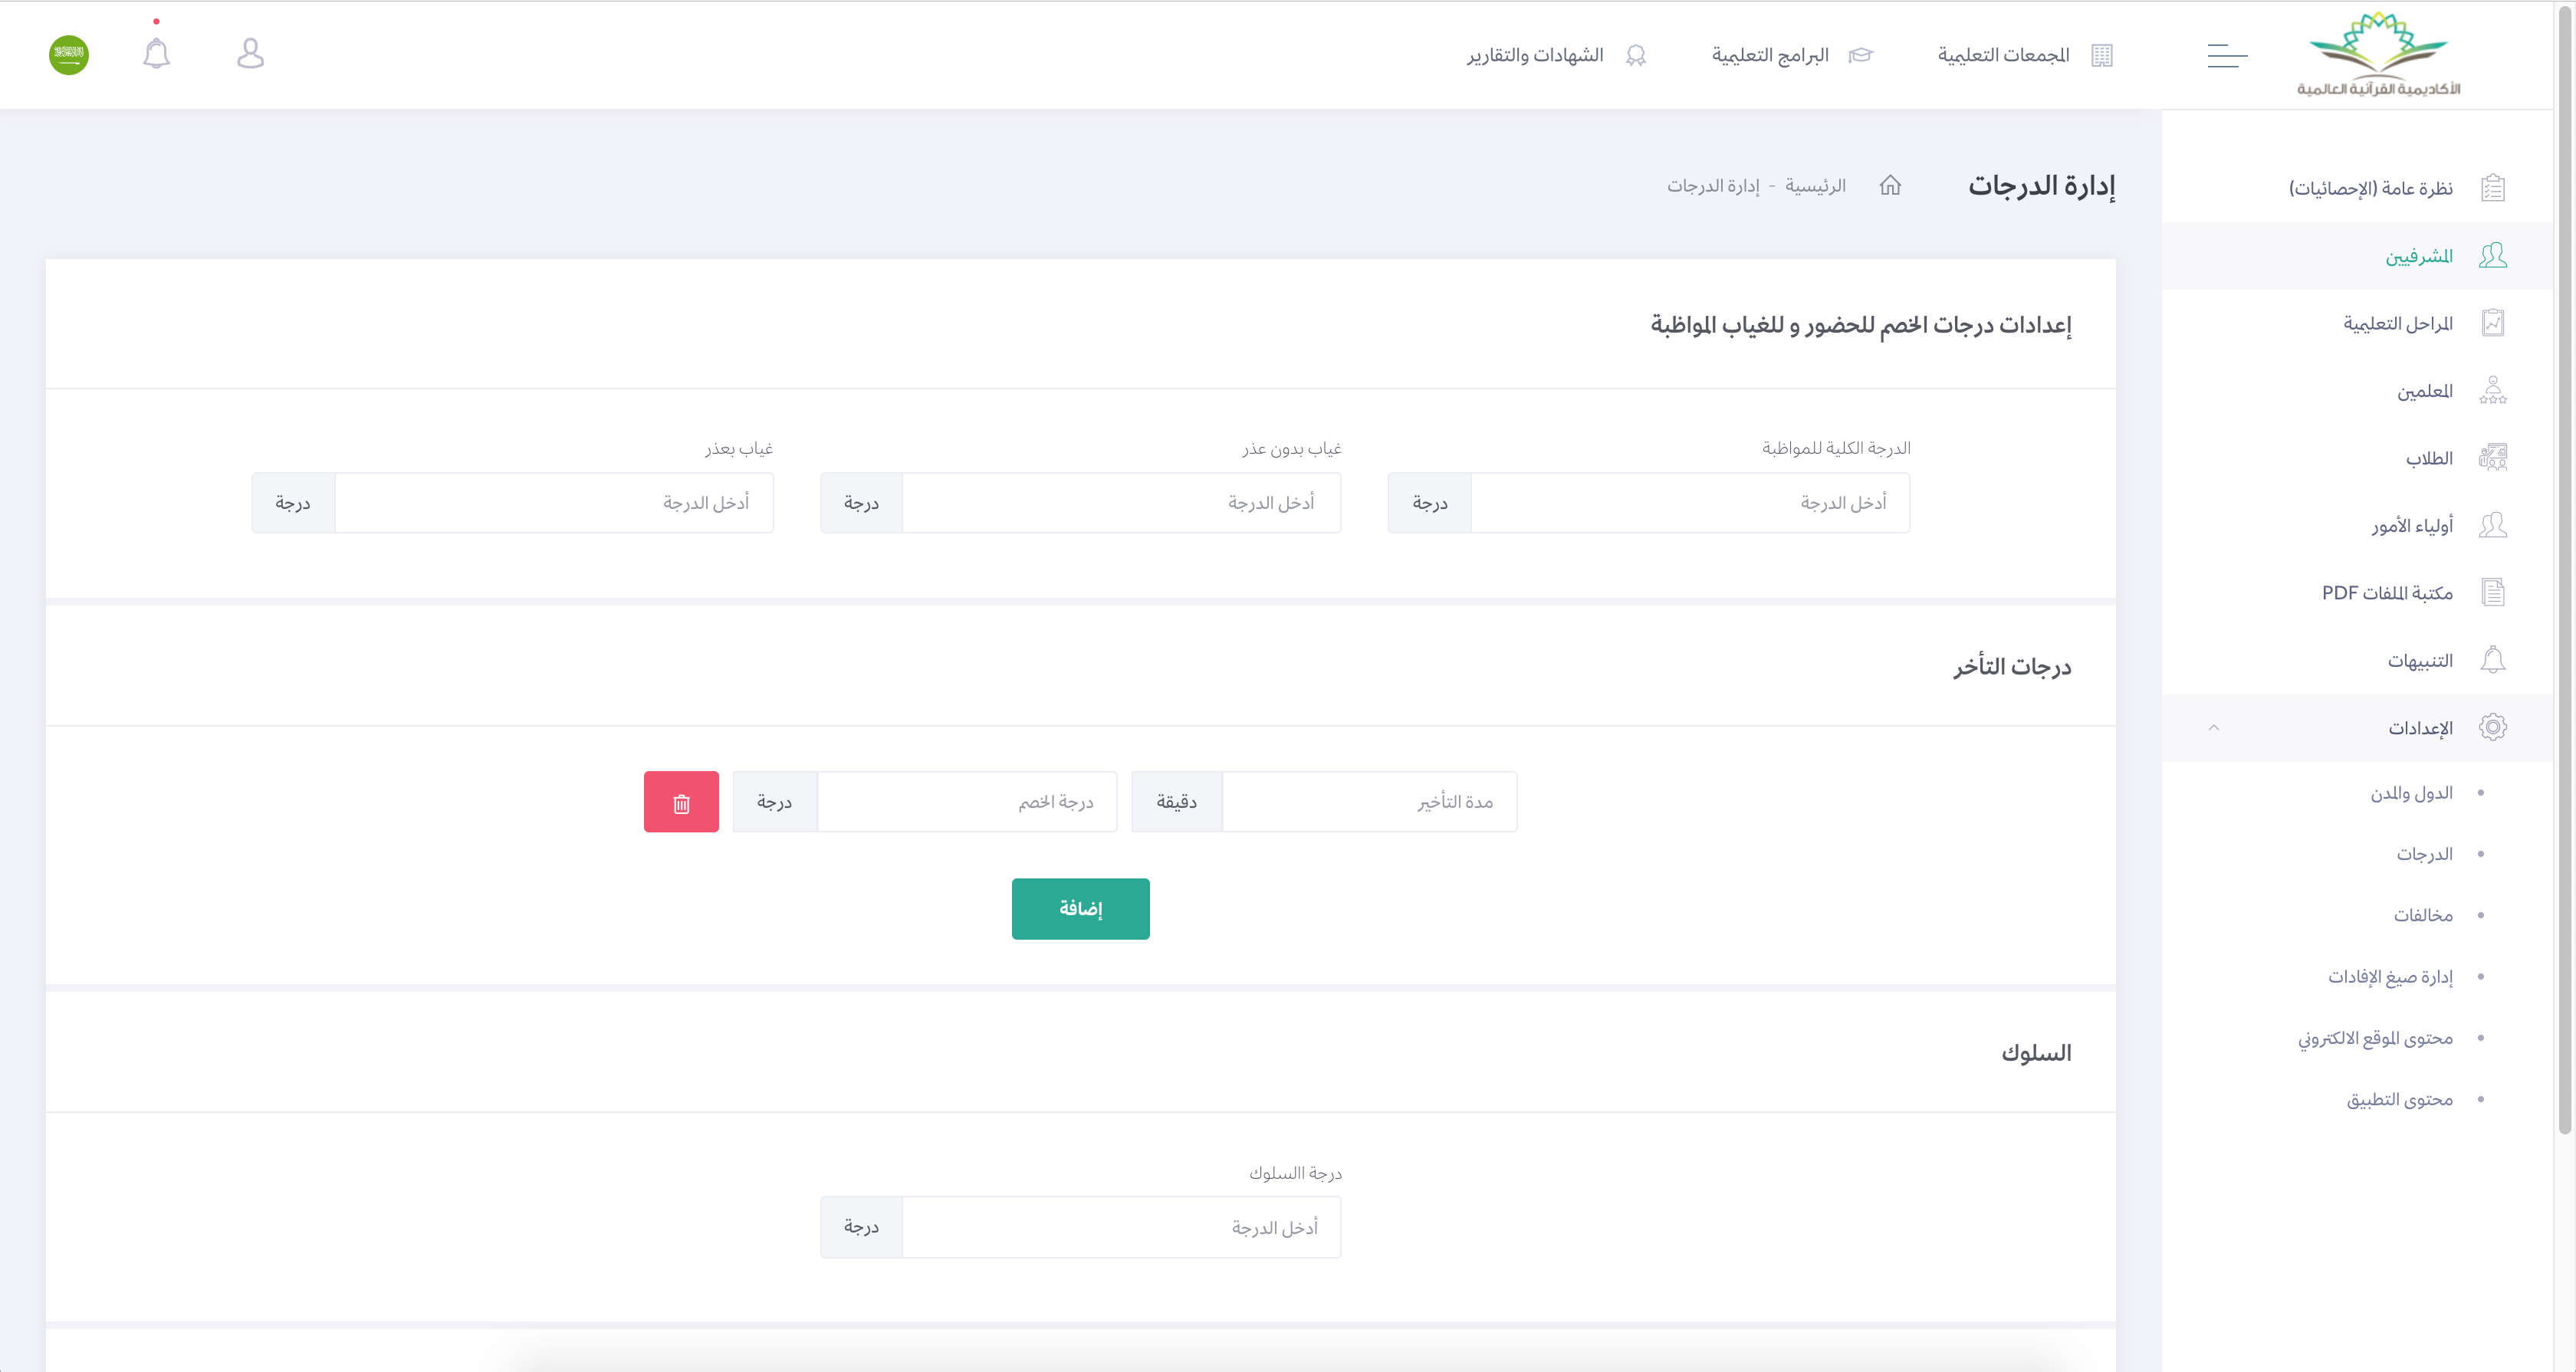 الأكاديمية القرآنية العالمية
المجمعات التعليمية
البرامج التعليمية
الشهادات والتقارير
نظرة عامة (الإحصائيات)
المشرفيين
المراحل التعليمية
المعلمين
الطلاب
أولياء الأمور
مكتبة الملفات PDF
التنبيهات
الإعدادات
الدول والمدن
الدرجات
مخالفات
إدارة صيغ الإفادات
محتوى الموقع الالكتروني
محتوى التطبيق
إدارة الدرجات
الرئيسية - إدارة الدرجات
إعدادات درجات الخصم للحضور و للغياب المواظبة
الدرجة الكلية للمواظبة
أدخل الدرجة درجة
غياب بدون عذر
أدخل الدرجة درجة
غياب بعذر
أدخل الدرجة درجة
درجات التأخر
مدة التأخير دقيقة
درجة الخصم درجة
إضافة
السلوك
درجة االسلوك
أدخل الدرجة درجة